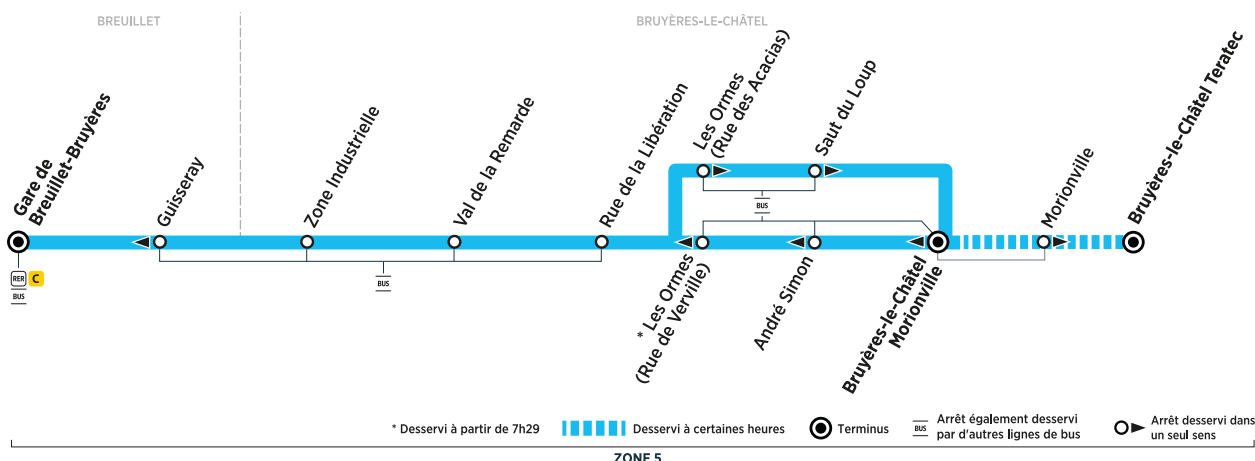 BREUILLET
BRUYÈRES-LE-CHÂTEL
Gare de
Breuillet-Bruyères
Guisseray
Zone Industrielle
Val de la Remarde
Rue de la Libération
Les Ormes
(Rue des Acacias)
Saut du Loup
Morionville
Bruyères-le-Châtel Teratec
BUS
RER C
BUS
BUS
* Les Ormes
(Rue de Verville)
André Simon
Bruyères-le-Châtel
Morionville
* Desservi à partir de 7h29
Desservi à certaines heures
Terminus
BUS
Arrêt également desservi
par d'autres lignes de bus
Arrêt desservi dans
un seul sens
ZONE 5